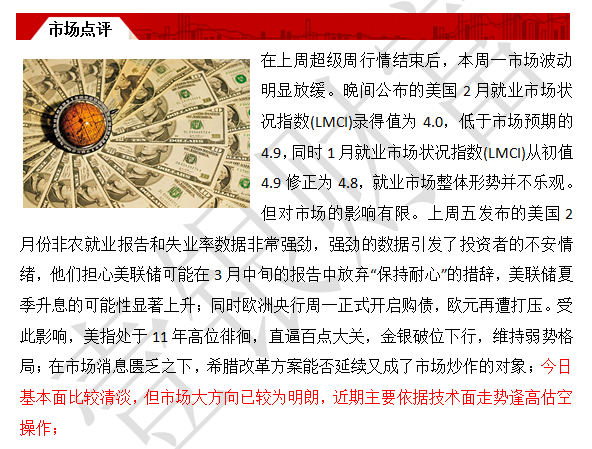 市场点评
在上周超级周行情结束后，本周一市场波动
明显放缓。晚间公布的美国 2 月就业市场状
况指数(LMCI)录得值为 4.0，低于市场预期的
4.9，同时 1 月就业市场状况指数(LMCI)从初值
4.9 修正为 4.8，就业市场整体形势并不乐观。
但对市场的影响有限。上周五发布的美国 2
月份非农就业报告和失业率数据非常强劲，强劲的数据引发了投资者的不安情
绪，他们担心美联储可能在 3 月中旬的报告中放弃“保持耐心”的措辞，美联储夏
季升息的可能性显著上升；同时欧洲央行周一正式开启购债，欧元再遭打压。受
此影响，美指处于 11 年高位徘徊，直逼百点大关，金银破位下行，维持弱势格
局；在市场消息匮乏之下，希腊改革方案能否延续又成了市场炒作的对象；今日
基本面比较清淡，但市场大方向已较为明朗，近期主要依据技术面走势逢高估空
操作；